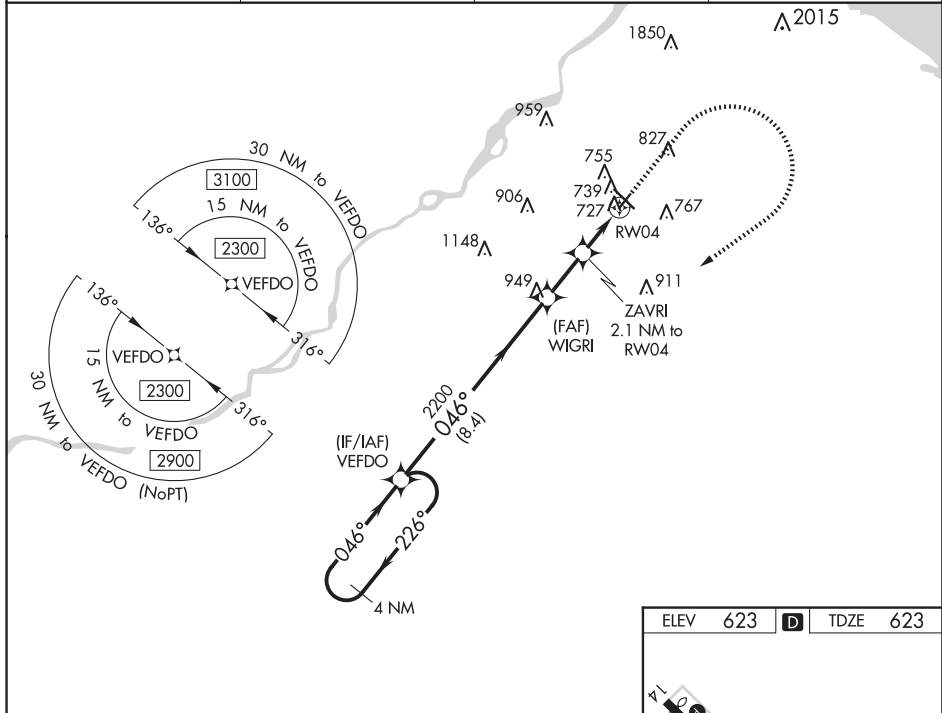 2015
1850
959
827
755
739
727
906
767
1148
RW04
949
911
ZAVRI
2.1 NM to
RW04
(FAF)
WIGRI
30 NM to VEFDO
3100
15 NM to VEFDO
136°
2300
VEFDO
316°
136°
VEFDO
15 NM to VEFDO
2300
316°
30 NM to VEFDO (NoPT)
2900
2200
046°
(8.4)
(IF/IAF)
VEFDO
046°
226°
4 NM
ELEV 623 D TDZE 623
14